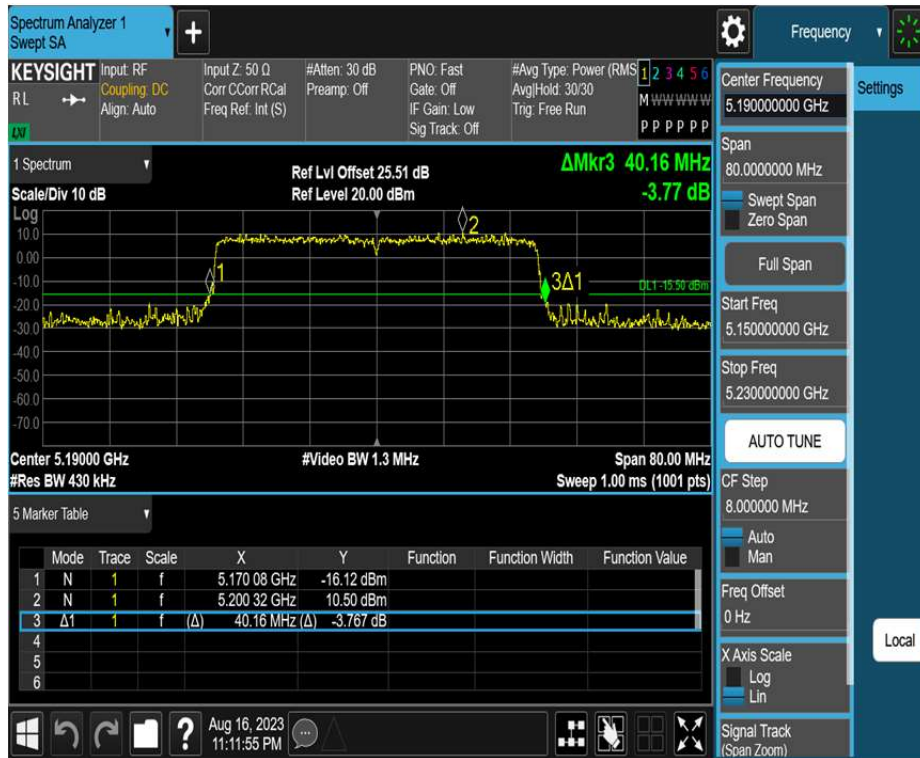 Spectrum Analyzer 1
Swept SA
+
Frequency
KEYSIGHT
RL
LXI
Input: RF
Coupling: DC
Align: Auto
Input Z: 50 Ω
Corr CCorr RCal
Freq Ref: Int (S)
#Atten: 30 dB
Preamp: Off
PNO: Fast
Gate: Off
IF Gain: Low
Sig Track: Off
#Avg Type: Power (RMS
Avg|Hold: 30/30
Trig: Free Run
1 2 3 4 5 6
M W W W W W
P P P P P P
1 Spectrum
Scale/Div 10 dB
Ref Lvl Offset 25.51 dB
Ref Level 20.00 dBm
ΔMkr3 40.16 MHz
-3.77 dB
Log
10.0
0.00
-10.0
-20.0
-30.0
-40.0
-50.0
-60.0
-70.0
1
2
3Δ1
DL1 -15.50 dBm
Center 5.19000 GHz
#Video BW 1.3 MHz
Span 80.00 MHz
#Res BW 430 kHz
Sweep 1.00 ms (1001 pts)
5 Marker Table
Mode Trace Scale X Y Function Function Width Function Value
1 N 1 f 5.170 08 GHz -16.12 dBm
2 N 1 f 5.200 32 GHz 10.50 dBm
3 Δ1 1 f (Δ) 40.16 MHz (Δ) -3.767 dB
4
5
6
?
Aug 16, 2023
11:11:55 PM
Center Frequency
5.190000000 GHz
Span
80.0000000 MHz
Swept Span
Zero Span
Full Span
Start Freq
5.150000000 GHz
Stop Freq
5.230000000 GHz
AUTO TUNE
CF Step
8.000000 MHz
Auto
Man
Freq Offset
0 Hz
X Axis Scale
Log
Lin
Signal Track
(Span Zoom)
Settings
Local